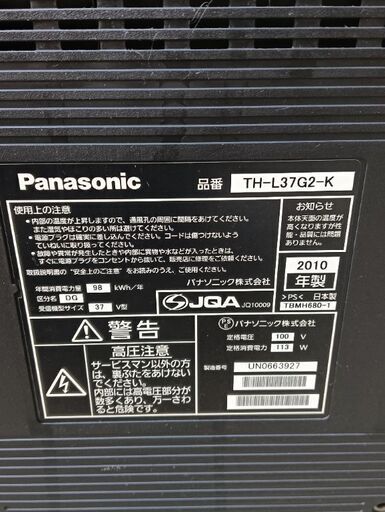 Panasonic
品番 TH-L37G2-K
使用上の注意
●内部の温度が上昇しますので、通風孔の周囲に間隔をあけてください。
また湿気やほこりの多い所は避けてください。
●電源プラグは確実に差し込んでください。コードは傷つけないよう
ていねいに取り扱ってください。
●故障や異常が発生したときや内部に異物や水などが入ったときは、
すぐに電源プラグをコンセントから抜いて、販売店に修理をご依頼ください。
取扱説明書の"安全上のご注意"をお読みのうえ、ご使用ください。
お知らせ
本体天面の温度が
高くなりますが性
能・品質には問題
ありません。
年間消費電力量 98 kWh/年
区分名 DG
受信機型サイズ 37 V型
パナソニック株式会社
JQA JQ10009
2010
年製
>PS< 日本製
TBMH680-1
警告
高圧注意
サービスマン以外の方
は、裏ぶたをあけない
でください。
内部には高電圧部分が
数多くあり、万一さわ
ると危険です。
PSE パナソニック株式会社
定格電圧 100 V
定格消費電力 113 W
製造番号 UN0663927